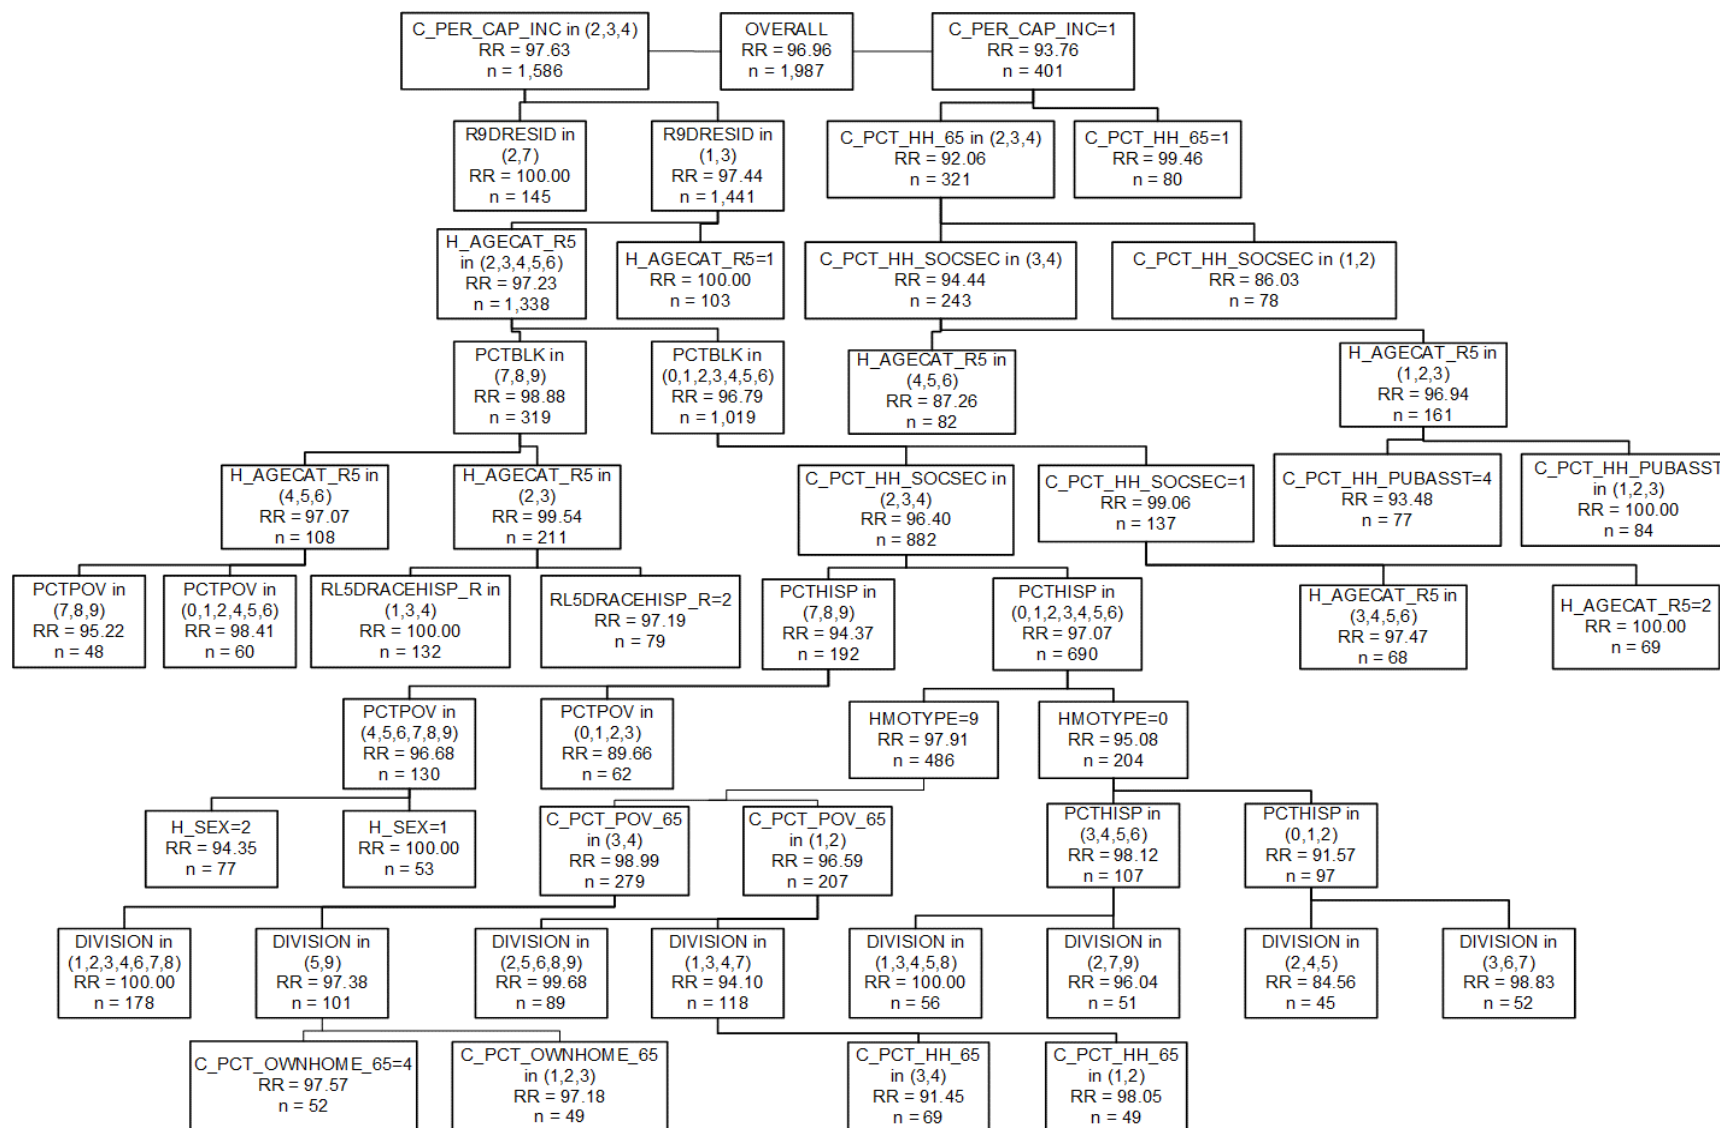 C_PER_CAP_INC in (2,3,4)
RR = 97.63
n = 1,586
OVERALL
RR = 96.96
n = 1,987
C_PER_CAP_INC=1
RR = 93.76
n = 401
R9DRESID in
(2,7)
RR = 100.00
n = 145
R9DRESID in
(1,3)
RR = 97.44
n = 1,441
C_PCT_HH_65 in (2,3,4)
RR = 92.06
n = 321
C_PCT_HH_65=1
RR = 99.46
n = 80
H_AGECAT_R5
in (2,3,4,5,6)
RR = 97.23
n = 1,338
H_AGECAT_R5=1
RR = 100.00
n = 103
C_PCT_HH_SOCSEC in (3,4)
RR = 94.44
n = 243
C_PCT_HH_SOCSEC in (1,2)
RR = 86.03
n = 78
PCTBLK in
(7,8,9)
RR = 98.88
n = 319
PCTBLK in
(0,1,2,3,4,5,6)
RR = 96.79
n = 1,019
H_AGECAT_R5 in
(4,5,6)
RR = 87.26
n = 82
H_AGECAT_R5 in
(1,2,3)
RR = 96.94
n = 161
H_AGECAT_R5 in
(4,5,6)
RR = 97.07
n = 108
H_AGECAT_R5 in
(2,3)
RR = 99.54
n = 211
C_PCT_HH_SOCSEC in
(2,3,4)
RR = 96.40
n = 882
C_PCT_HH_SOCSEC=1
RR = 99.06
n = 137
C_PCT_HH_PUBASST=4
RR = 93.48
n = 77
C_PCT_HH_PUBASST
in (1,2,3)
RR = 100.00
n = 84
PCTPOV in
(7,8,9)
RR = 95.22
n = 48
PCTPOV in
(0,1,2,4,5,6)
RR = 98.41
n = 60
RL5DRACEHISP_R in
(1,3,4)
RR = 100.00
n = 132
RL5DRACEHISP_R=2
RR = 97.19
n = 79
PCTHISP in
(7,8,9)
RR = 94.37
n = 192
PCTHISP in
(0,1,2,3,4,5,6)
RR = 97.07
n = 690
H_AGECAT_R5 in
(3,4,5,6)
RR = 97.47
n = 68
H_AGECAT_R5=2
RR = 100.00
n = 69
PCTPOV in
(4,5,6,7,8,9)
RR = 96.68
n = 130
PCTPOV in
(0,1,2,3)
RR = 89.66
n = 62
HMOTYPE=9
RR = 97.91
n = 486
HMOTYPE=0
RR = 95.08
n = 204
H_SEX=2
RR = 94.35
n = 77
H_SEX=1
RR = 100.00
n = 53
C_PCT_POV_65
in (3,4)
RR = 98.99
n = 279
C_PCT_POV_65
in (1,2)
RR = 96.59
n = 207
PCTHISP in
(3,4,5,6)
RR = 98.12
n = 107
PCTHISP in
(0,1,2)
RR = 91.57
n = 97
DIVISION in
(1,2,3,4,6,7,8)
RR = 100.00
n = 178
DIVISION in
(5,9)
RR = 97.38
n = 101
DIVISION in
(2,5,6,8,9)
RR = 99.68
n = 89
DIVISION in
(1,3,4,7)
RR = 94.10
n = 118
DIVISION in
(1,3,4,5,8)
RR = 100.00
n = 56
DIVISION in
(2,7,9)
RR = 96.04
n = 51
DIVISION in
(2,4,5)
RR = 84.56
n = 45
DIVISION in
(3,6,7)
RR = 98.83
n = 52
C_PCT_OWNHOME_65=4
RR = 97.57
n = 52
C_PCT_OWNHOME_65
in (1,2,3)
RR = 97.18
n = 49
C_PCT_HH_65
in (3,4)
RR = 91.45
n = 69
C_PCT_HH_65
in (1,2)
RR = 98.05
n = 49